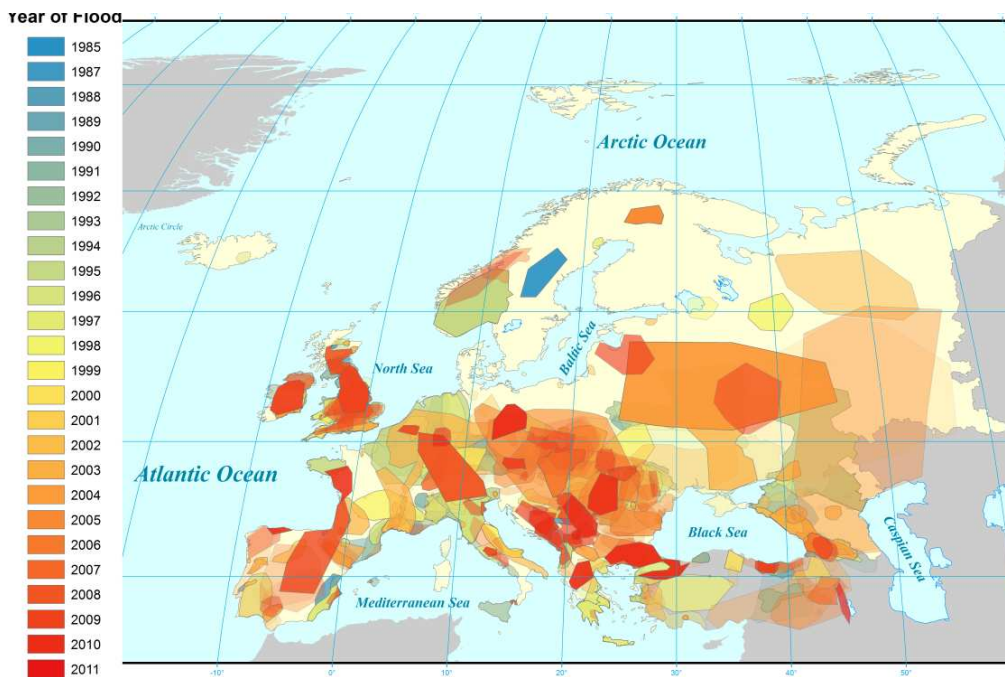 Year of Flood
1985
1987
1988
1989
1990
1991
1992
1993
1994
1995
1996
1997
1998
1999
2000
2001
2002
2003
2004
2005
2006
2007
2008
2009
2010
2011
Arctic Ocean
Arctic Circle
North Sea
Baltic Sea
Atlantic Ocean
Black Sea
Caspian Sea
Mediterranean Sea
-10° 0° 10° 20° 30° 40° 50°